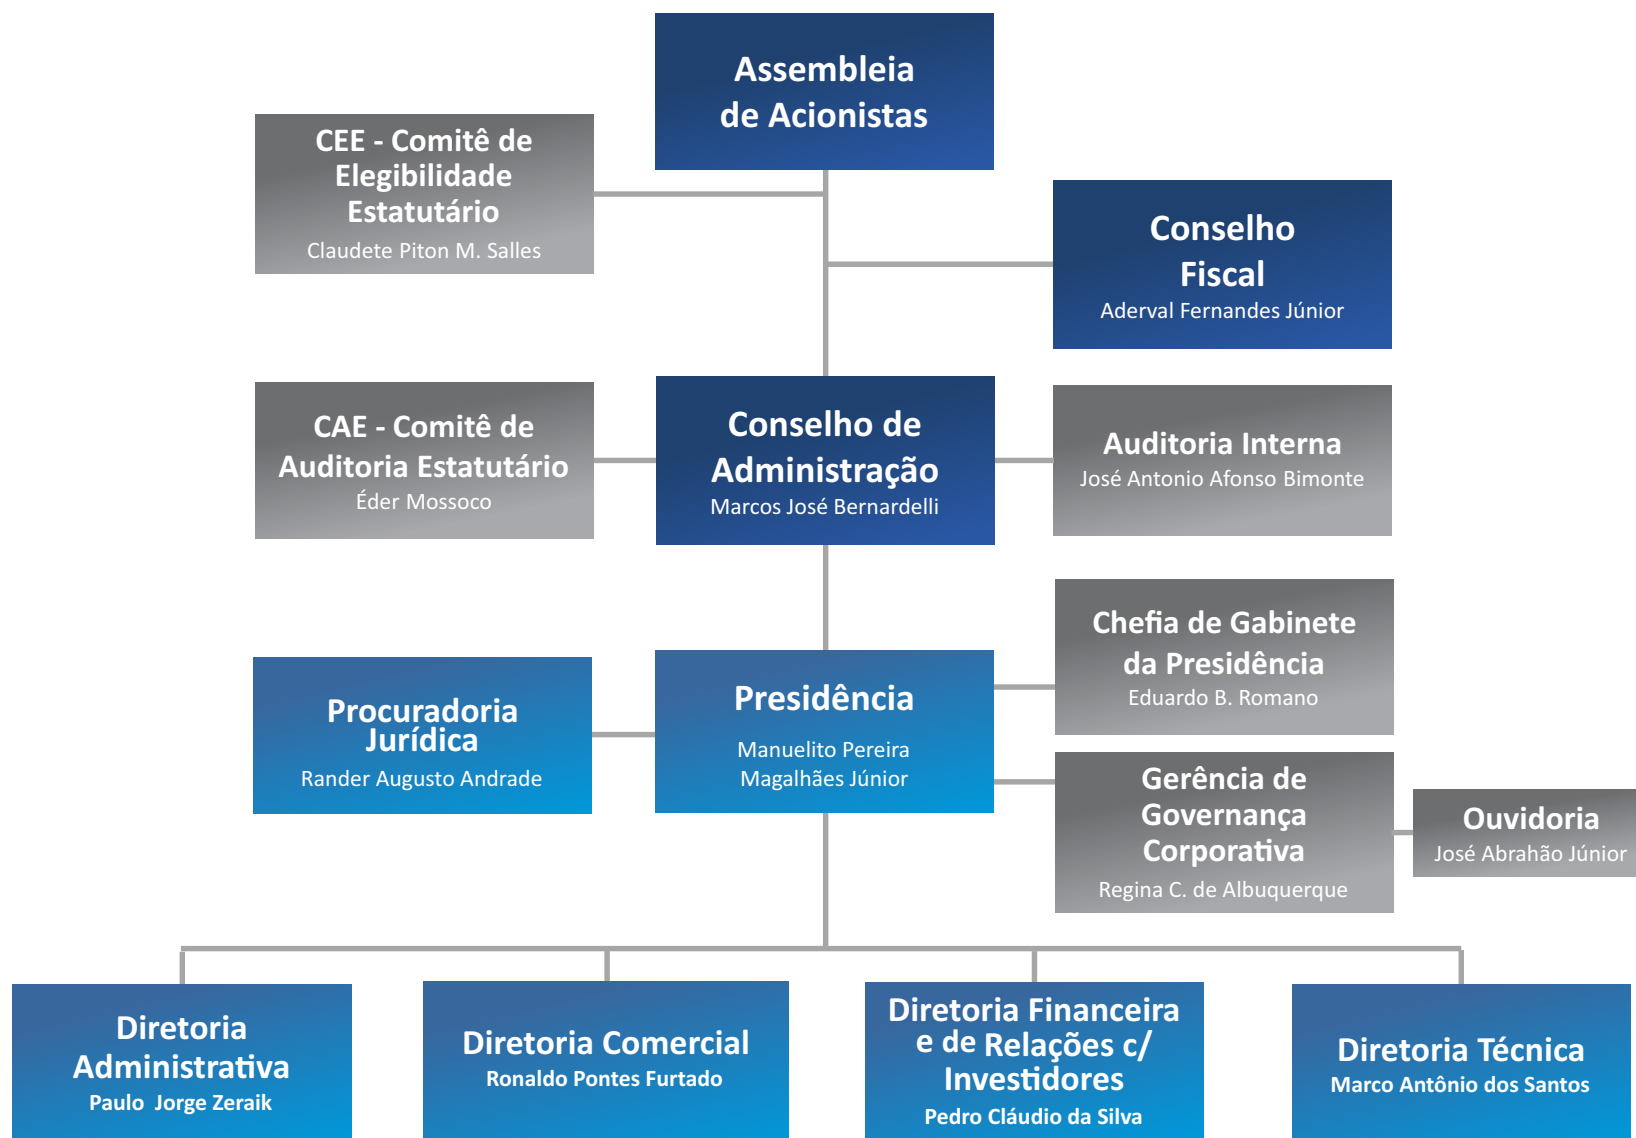 Assembleia
de Acionistas
CEE - Comitê de
Elegibilidade
Estatutário
Claudete Piton M. Salles
Conselho
Fiscal
Aderval Fernandes Júnior
CAE - Comitê de
Auditoria Estatutário
Éder Mossoco
Conselho de
Administração
Marcos José Bernardelli
Auditoria Interna
José Antonio Afonso Bimonte
Chefia de Gabinete
da Presidência
Eduardo B. Romano
Procuradoria
Jurídica
Rander Augusto Andrade
Presidência
Manuelito Pereira
Magalhães Júnior
Gerência de
Governança
Corporativa
Regina C. de Albuquerque
Ouvidoria
José Abrahão Júnior
Diretoria
Administrativa
Paulo Jorge Zeraik
Diretoria Comercial
Ronaldo Pontes Furtado
Diretoria Financeira
e de Relações c/
Investidores
Pedro Cláudio da Silva
Diretoria Técnica
Marco Antônio dos Santos